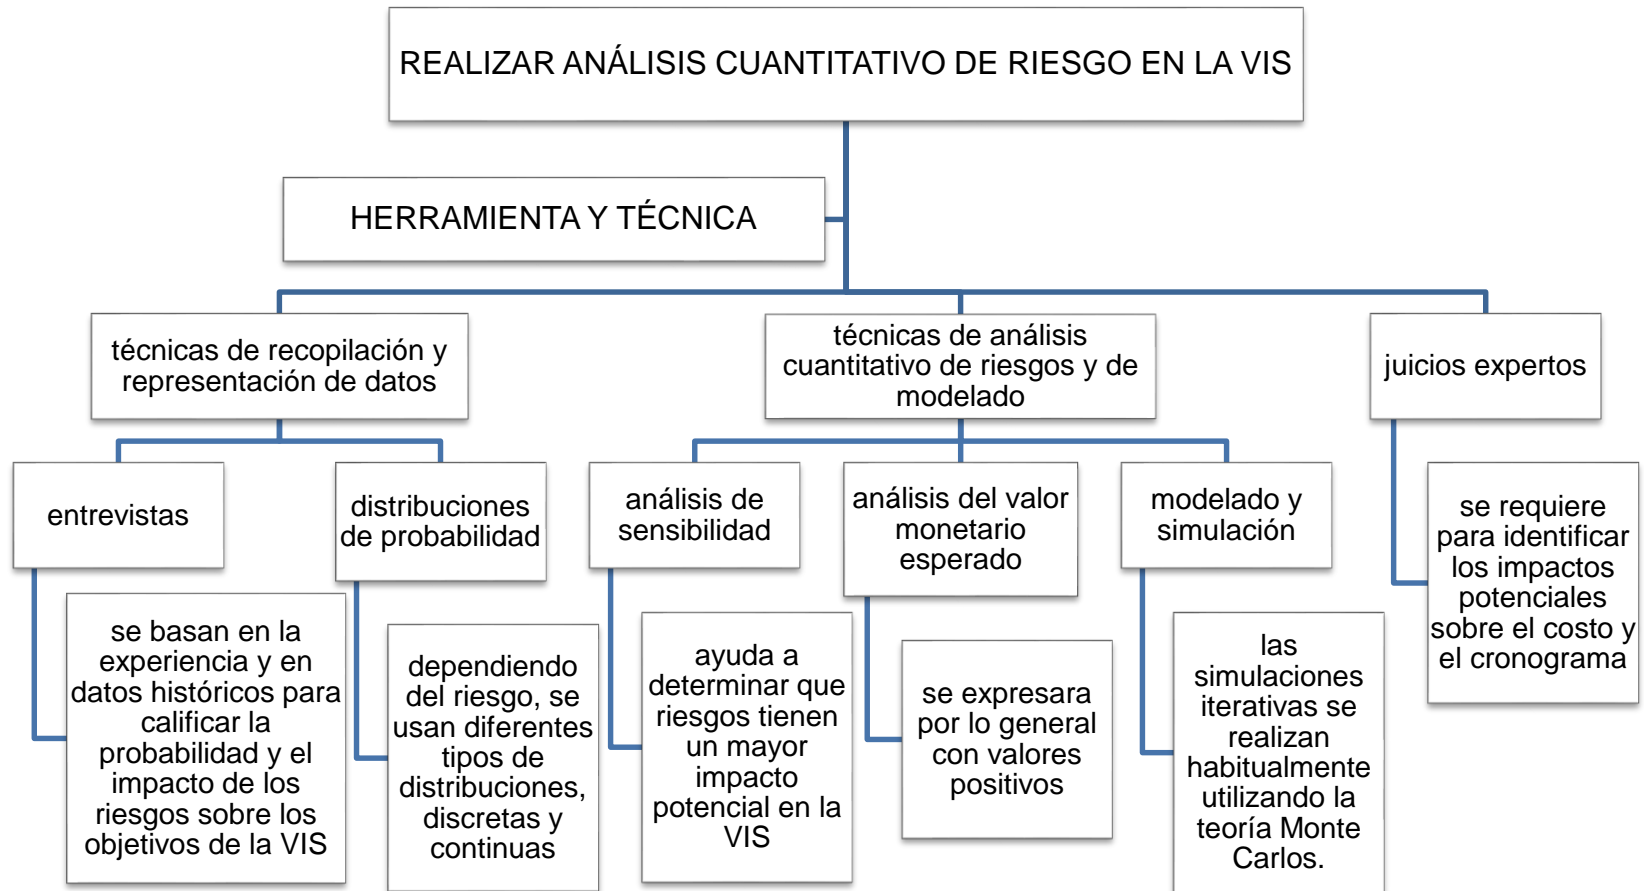 REALIZAR ANÁLISIS CUANTITATIVO DE RIESGO EN LA VIS
HERRAMIENTA Y TÉCNICA
técnicas de recopilación y
representación de datos
técnicas de análisis
cuantitativo de riesgos y de
modelado
juicios expertos
entrevistas
distribuciones
de probabilidad
análisis de
sensibilidad
análisis del valor
monetario
esperado
modelado y
simulación
se requiere
para identificar
los impactos
potenciales
sobre el costo y
el cronograma
se basan en la
experiencia y en
datos históricos para
calificar la
probabilidad y el
impacto de los
riesgos sobre los
objetivos de la VIS
dependiendo
del riesgo, se
usan diferentes
tipos de
distribuciones,
discretas y
continuas
ayuda a
determinar que
riesgos tienen
un mayor
impacto
potencial en la
VIS
se expresara
por lo general
con valores
positivos
las
simulaciones
iterativas se
realizan
habitualmente
utilizando la
teoría Monte
Carlos.